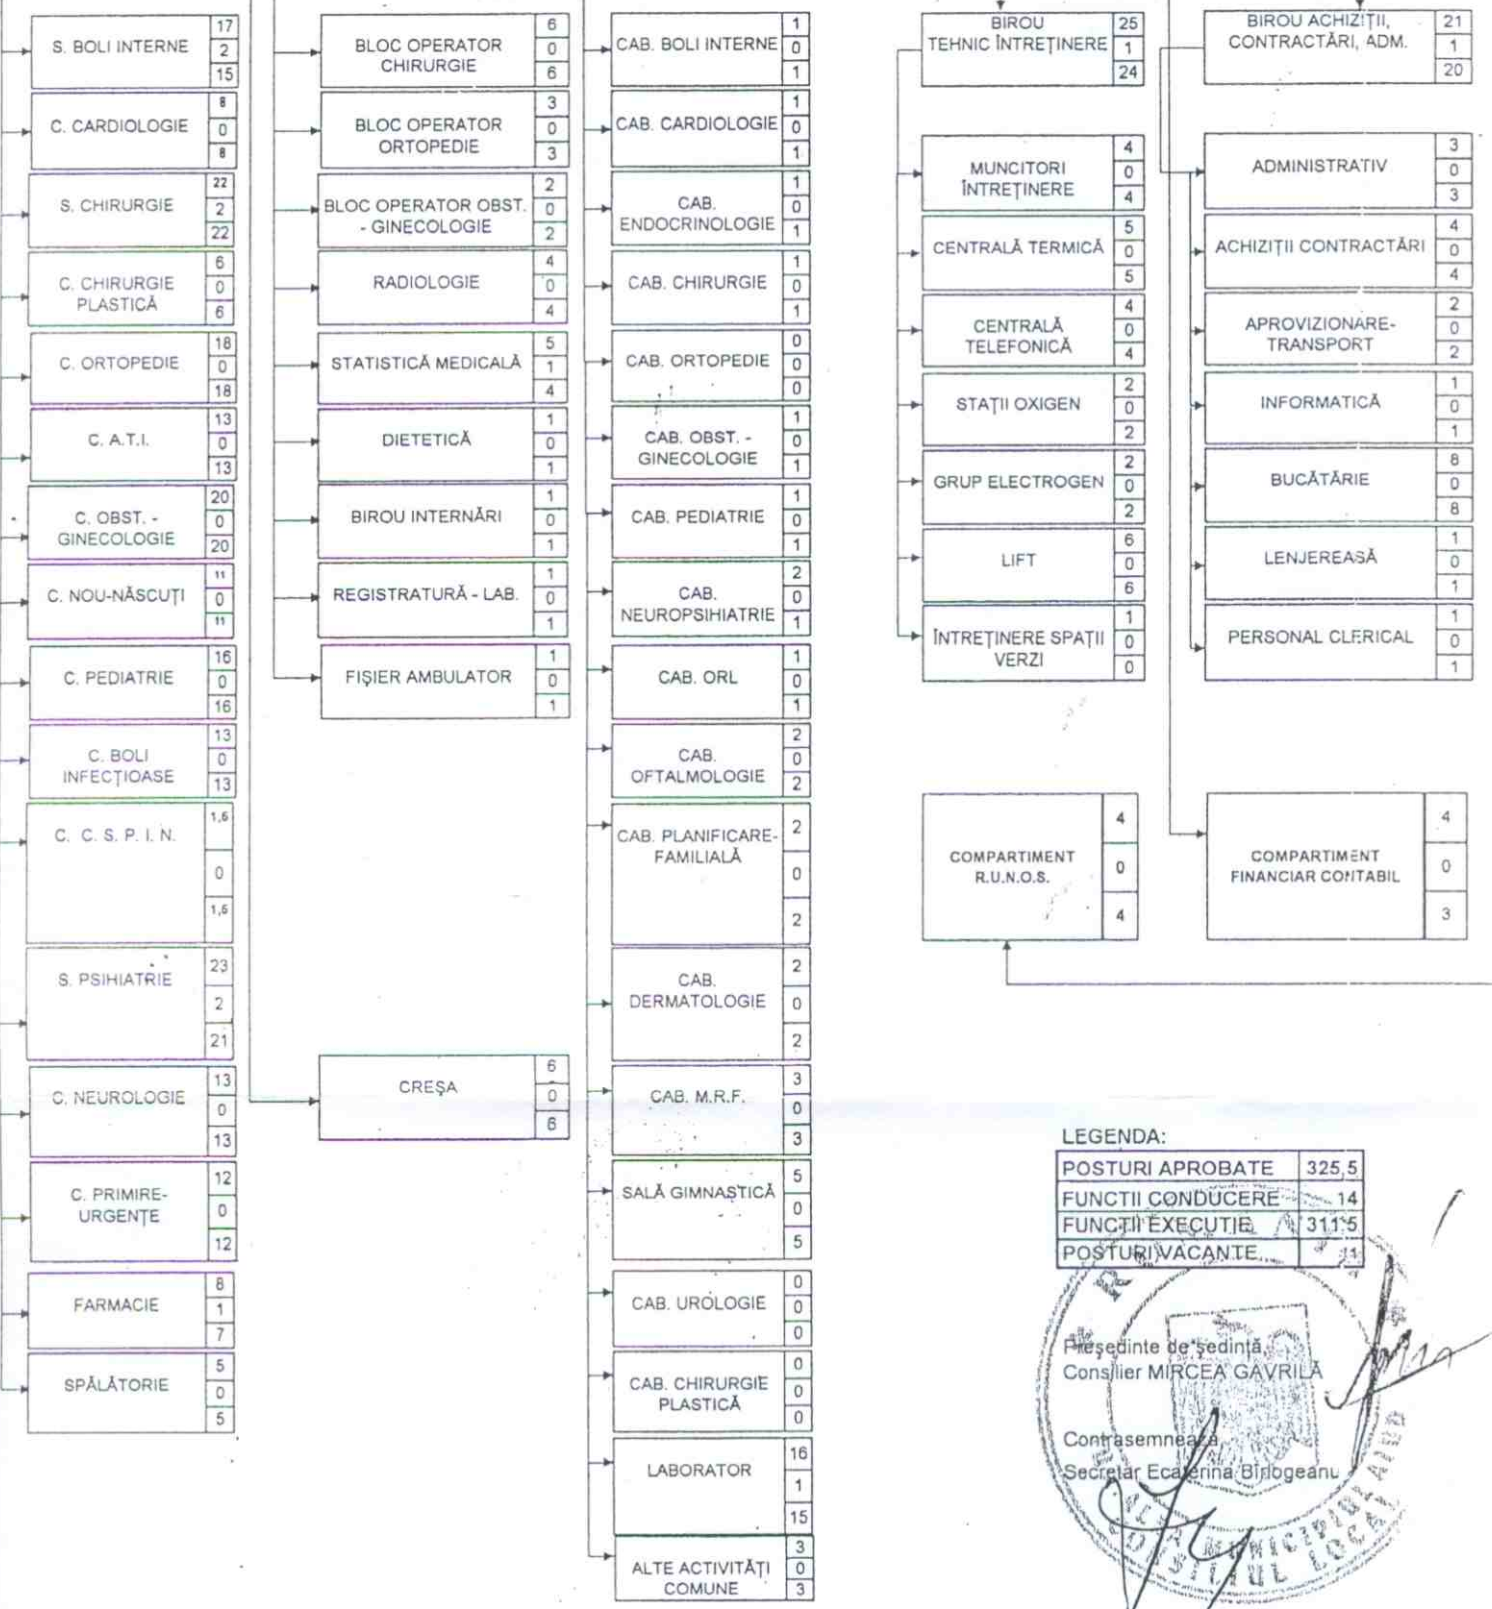 S. BOLI INTERNE
17
2
15
C. CARDIOLOGIE
8
0
8
S. CHIRURGIE
22
2
22
C. CHIRURGIE
PLASTICĂ
6
0
6
C. ORTOPEDIE
18
0
18
C. A.T.I.
13
0
13
C. OBST. -
GINECOLOGIE
20
0
20
C. NOU-NĂSCUȚI
11
0
11
C. PEDIATRIE
16
0
16
C. BOLI
INFECȚIOASE
13
0
13
C. C. S. P. I. N.
1,5
0
1,5
S. PSIHIATRIE
23
2
21
C. NEUROLOGIE
13
0
13
C. PRIMIRE-
URGENȚE
12
0
12
FARMACIE
8
1
7
SPĂLĂTORIE
5
0
5
BLOC OPERATOR
CHIRURGIE
6
0
6
BLOC OPERATOR
ORTOPEDIE
3
0
3
BLOC OPERATOR OBST.
- GINECOLOGIE
2
0
2
RADIOLOGIE
4
0
4
STATISTICĂ MEDICALĂ
5
1
4
DIETETICĂ
1
0
1
BIROU INTERNĂRI
1
0
1
REGISTRATURĂ - LAB.
1
0
1
FIȘIER AMBULATOR
1
0
1
CREȘA
6
0
6
CAB. BOLI INTERNE
1
0
1
CAB. CARDIOLOGIE
1
0
1
CAB.
ENDOCRINOLOGIE
1
0
1
CAB. CHIRURGIE
1
0
1
CAB. ORTOPEDIE
0
0
0
CAB. OBST. -
GINECOLOGIE
1
0
1
CAB. PEDIATRIE
1
0
1
CAB.
NEUROPSIHIATRIE
2
0
1
CAB. ORL
1
0
1
CAB.
OFTALMOLOGIE
2
0
2
CAB. PLANIFICARE-
FAMILIALĂ
2
0
2
CAB.
DERMATOLOGIE
2
0
2
CAB. M.R.F.
3
0
3
SALĂ GIMNASTICĂ
5
0
5
CAB. UROLOGIE
0
0
0
CAB. CHIRURGIE
PLASTICĂ
0
0
0
LABORATOR
16
1
15
ALTE ACTIVITĂȚI
COMUNE
3
0
3
BIROU
TEHNIC ÎNTREȚINERE
25
1
24
MUNCITORI
ÎNTREȚINERE
4
0
4
CENTRALĂ TERMICĂ
5
0
5
CENTRALĂ
TELEFONICĂ
4
0
4
STAȚII OXIGEN
2
0
2
GRUP ELECTROGEN
2
0
2
LIFT
6
0
6
ÎNTREȚINERE SPAȚII
VERZI
1
0
0
COMPARTIMENT
R.U.N.O.S.
4
0
4
BIROU ACHIZIȚII,
CONTRACTĂRI, ADM.
21
1
20
ADMINISTRATIV
3
0
3
ACHIZIȚII CONTRACTĂRI
4
0
4
APROVIZIONARE-
TRANSPORT
2
0
2
INFORMATICĂ
1
0
1
BUCĂTĂRIE
8
0
8
LENJEREASĂ
1
0
1
PERSONAL CLERICAL
1
0
1
COMPARTIMENT
FINANCIAR CONTABIL
4
0
3
LEGENDA:
POSTURI APROBATE 325,5
FUNCTII CONDUCERE 14
FUNCTII EXECUTIE 311,5
POSTURI VACANTE 11
Președinte de ședință,
Consilier MIRCEA GAVRILĂ
Contrasemnează
Secretar Ecaterina Bîrlogeanu
MUNICIPIUL AIUD
CONSILIUL LOCAL